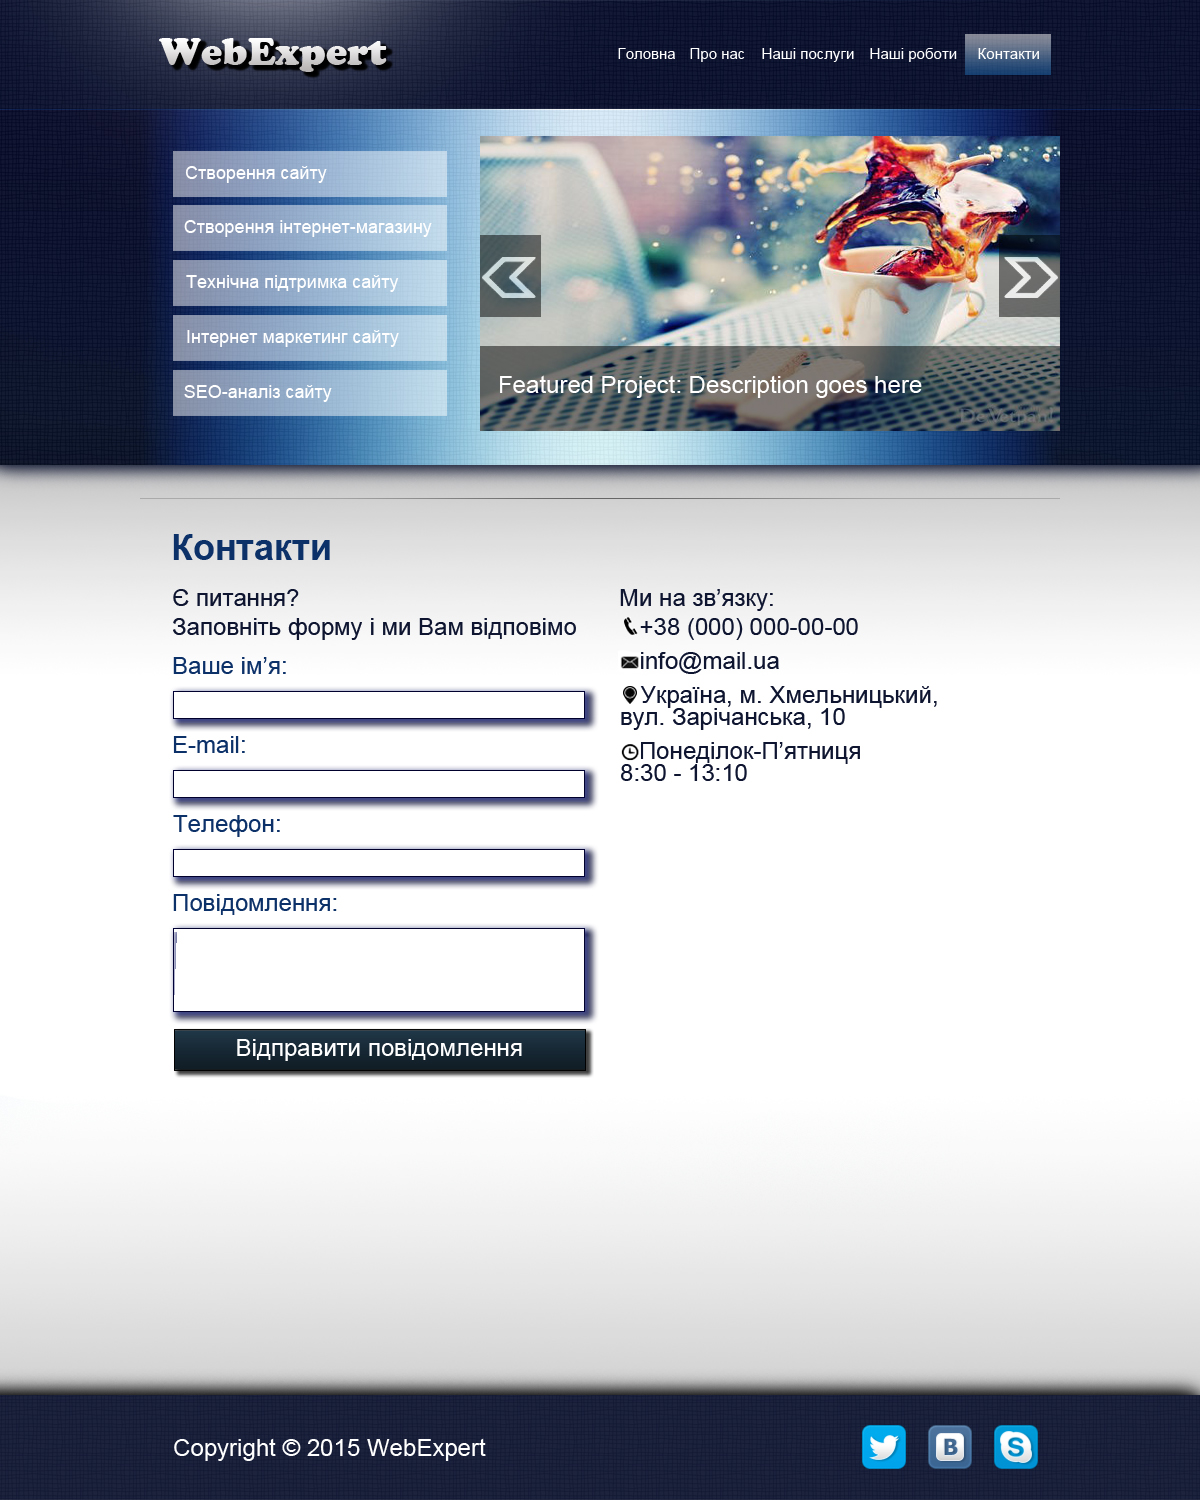 WebExpert
Головна Про нас Наші послуги Наші роботи Контакти
Створення сайту
Створення інтернет-магазину
Технічна підтримка сайту
Інтернет маркетинг сайту
SEO-аналіз сайту
Featured Project: Description goes here
Контакти
Є питання?
Заповніть форму і ми Вам відповімо
Ваше ім’я:
E-mail:
Телефон:
Повідомлення:
Відправити повідомлення
Ми на зв’язку:
+38 (000) 000-00-00
info@mail.ua
Україна, м. Хмельницький,
вул. Зарічанська, 10
Понеділок-П’ятниця
8:30 - 13:10
Copyright © 2015 WebExpert